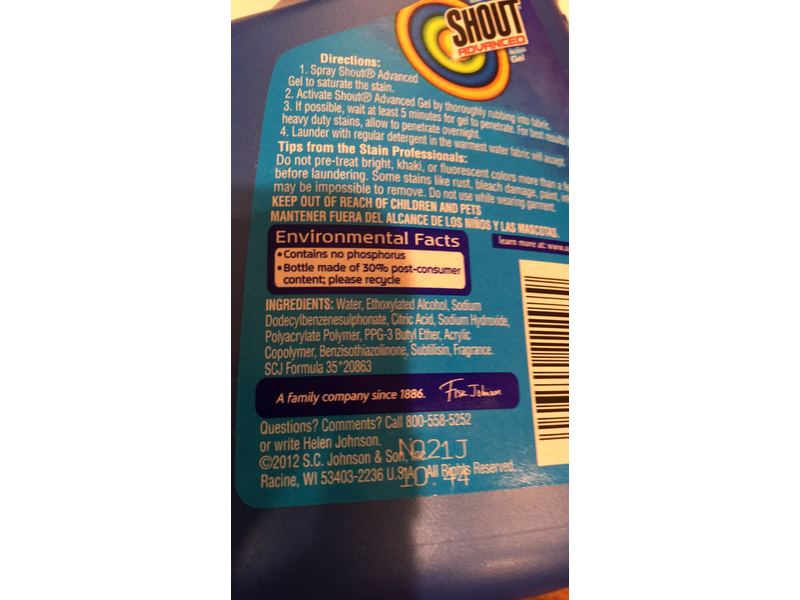 SHOUT
ADVANCED
Gel
Directions:
1. Spray Shout® Advanced
Gel to saturate the stain.
2. Activate Shout® Advanced Gel by thoroughly rubbing into fabric.
3. If possible, wait at least 5 minutes for gel to penetrate. For best results
heavy duty stains, allow to penetrate overnight.
4. Launder with regular detergent in the warmest water fabric will accept.
Tips from the Stain Professionals:
Do not pre-treat bright, khaki, or fluorescent colors more than a
before laundering. Some stains like rust, bleach damage, paint,
may be impossible to remove. Do not use while wearing garment.
KEEP OUT OF REACH OF CHILDREN AND PETS
MANTENER FUERA DEL ALCANCE DE LOS NIÑOS Y LAS MASCOTAS.
Environmental Facts
learn more at: www.
• Contains no phosphorus
• Bottle made of 30% post-consumer
content; please recycle
INGREDIENTS: Water, Ethoxylated Alcohol, Sodium
Dodecylbenzenesulphonate, Citric Acid, Sodium Hydroxide,
Polyacrylate Polymer, PPG-3 Butyl Ether, Acrylic
Copolymer, Benzisothiazolinone, Subtilisin, Fragrance.
SCJ Formula 35*20863
A family company since 1886. Fisk Johnson
Questions? Comments? Call 800-558-5252
or write Helen Johnson.
©2012 S.C. Johnson & Son, Inc.
Racine, WI 53403-2236 U.S.A. All Rights Reserved.
NO21J
10:44